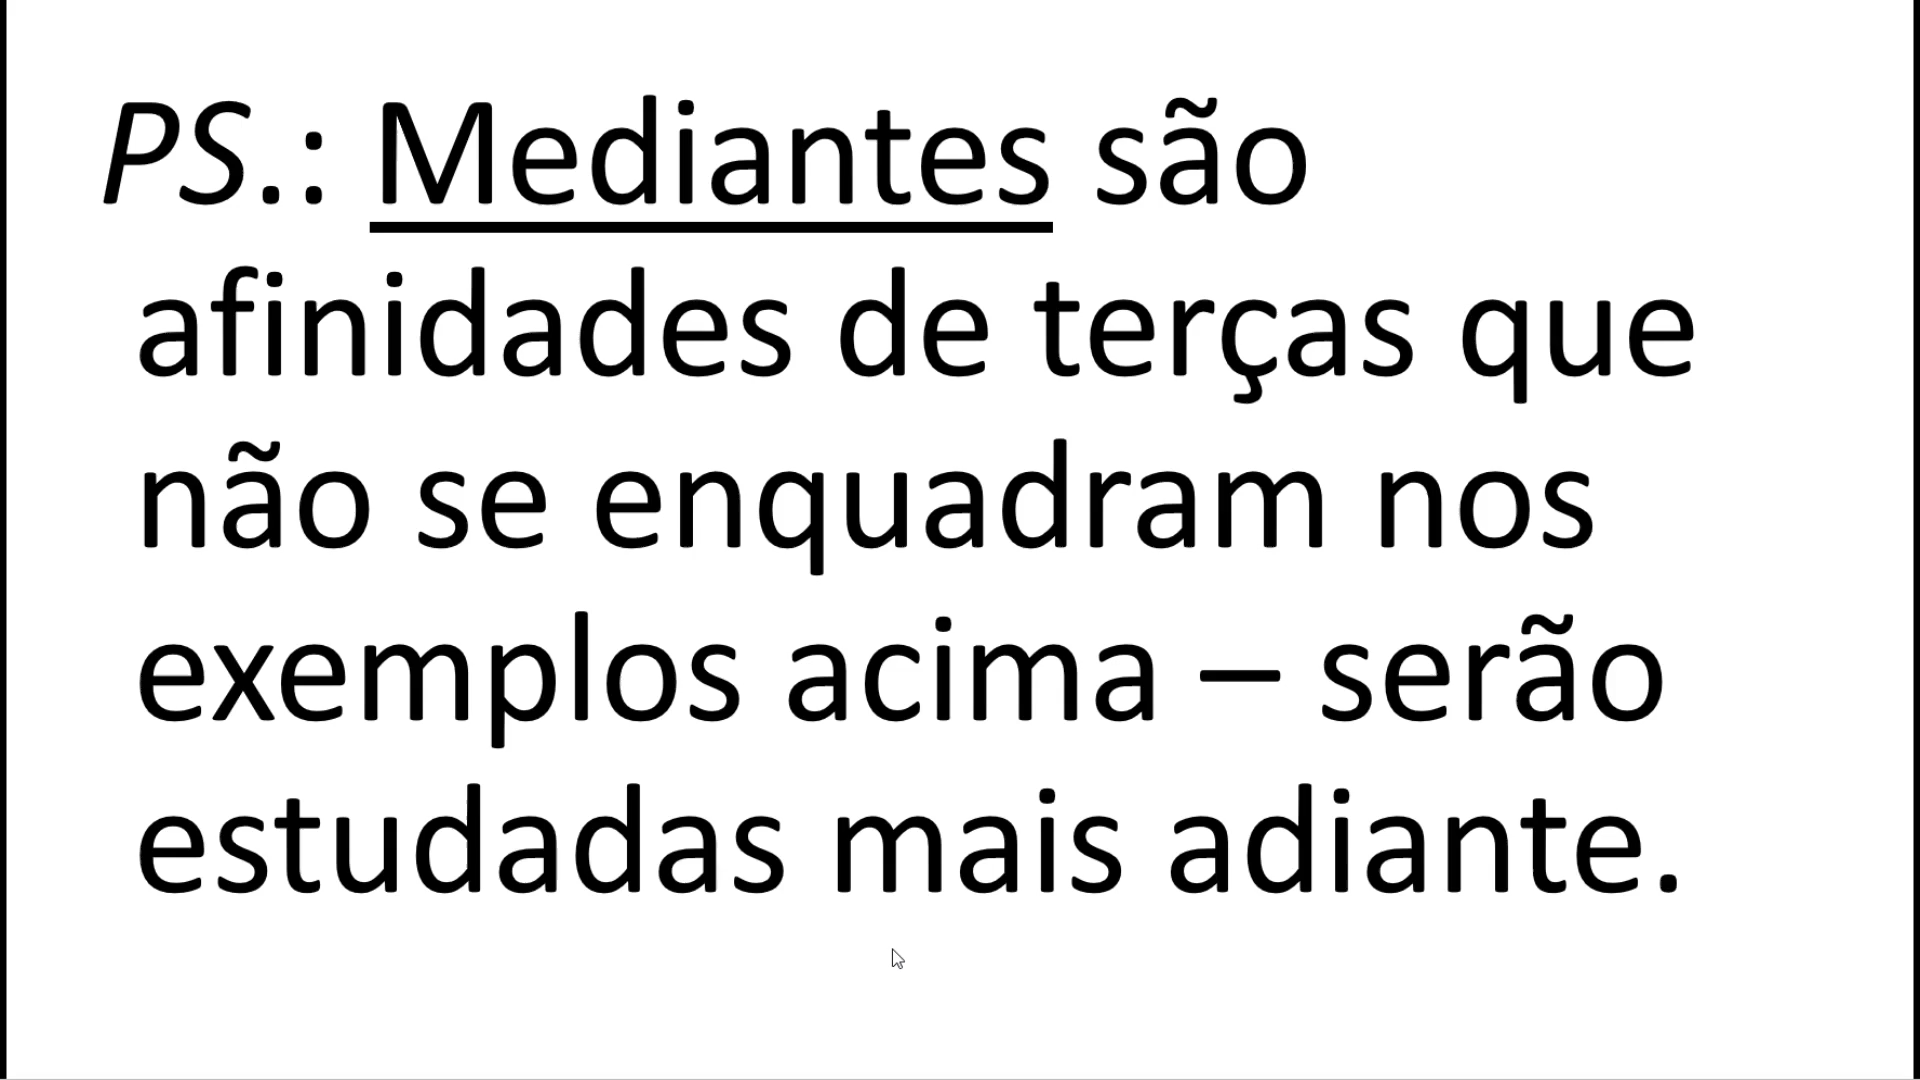 PS.: Mediantes são
afinidades de terças que
não se enquadram nos
exemplos acima – serão
estudadas mais adiante.